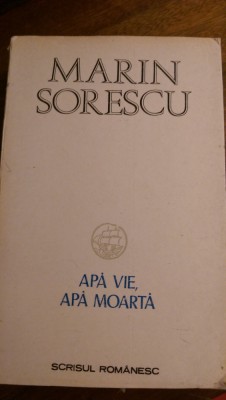 MARIN
SORESCU
APĂ VIE,
APĂ MOARTĂ
SCRISUL ROMÂNESC